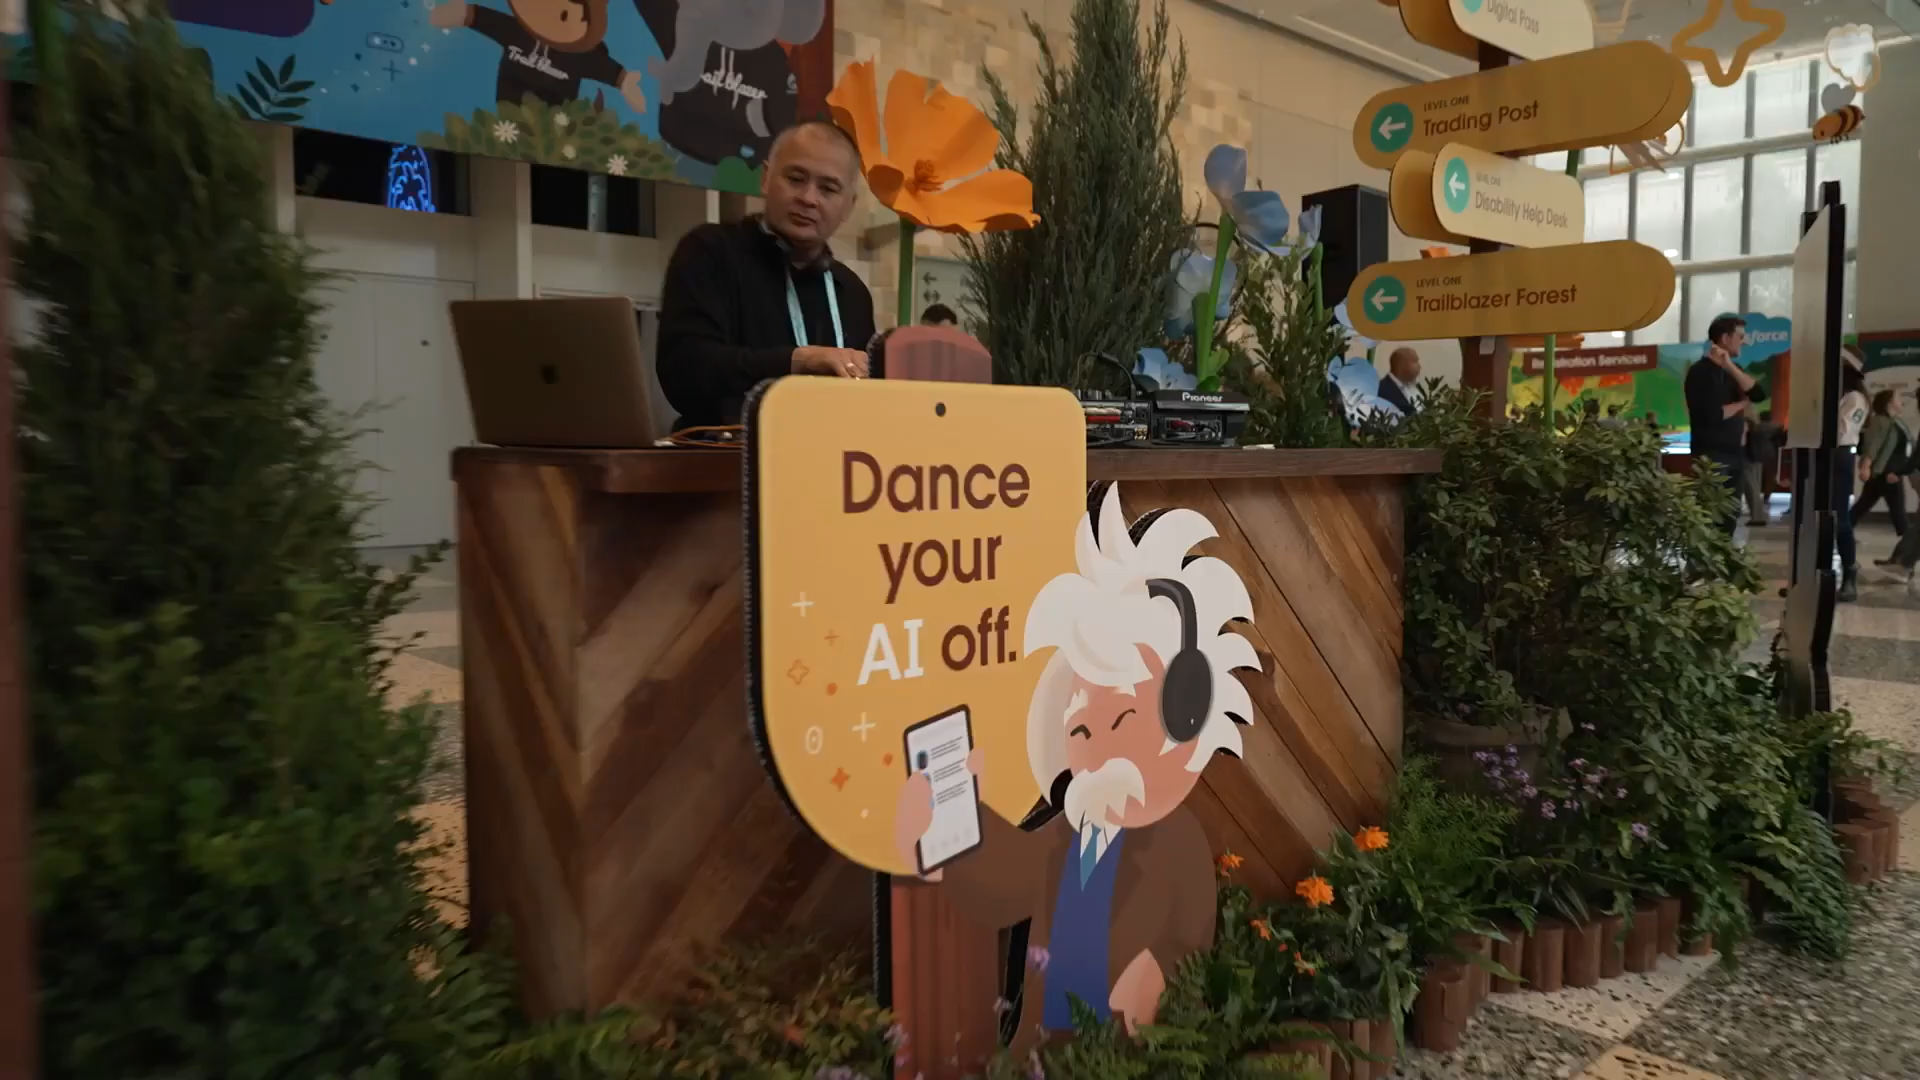 Trailblazer
Digital Pass
LEVEL ONE
Trading Post
LEVEL ONE
Disability Help Desk
LEVEL ONE
Trailblazer Forest
Registration Services
Pioneer
Dance
your
AI off.